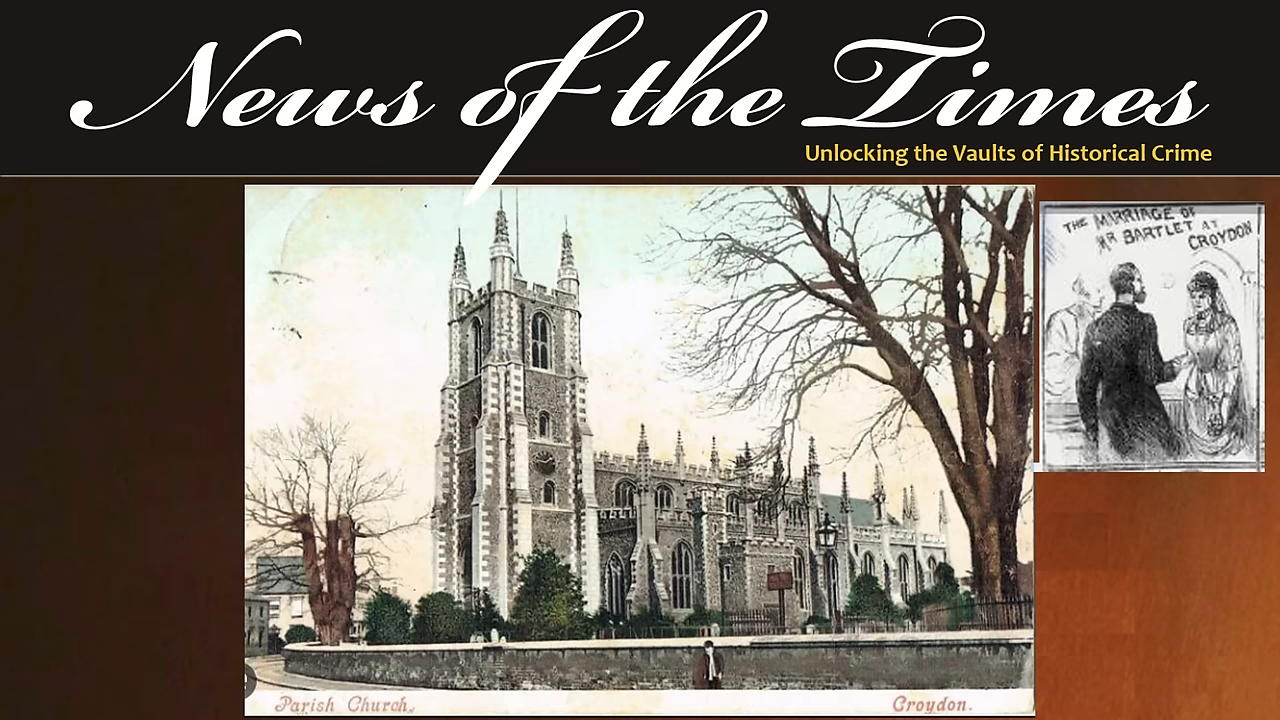 News of the Times
Unlocking the Vaults of Historical Crime
THE MARRIAGE OF
MR BARTLET AT
CROYDON
Parish Church.
Croydon.